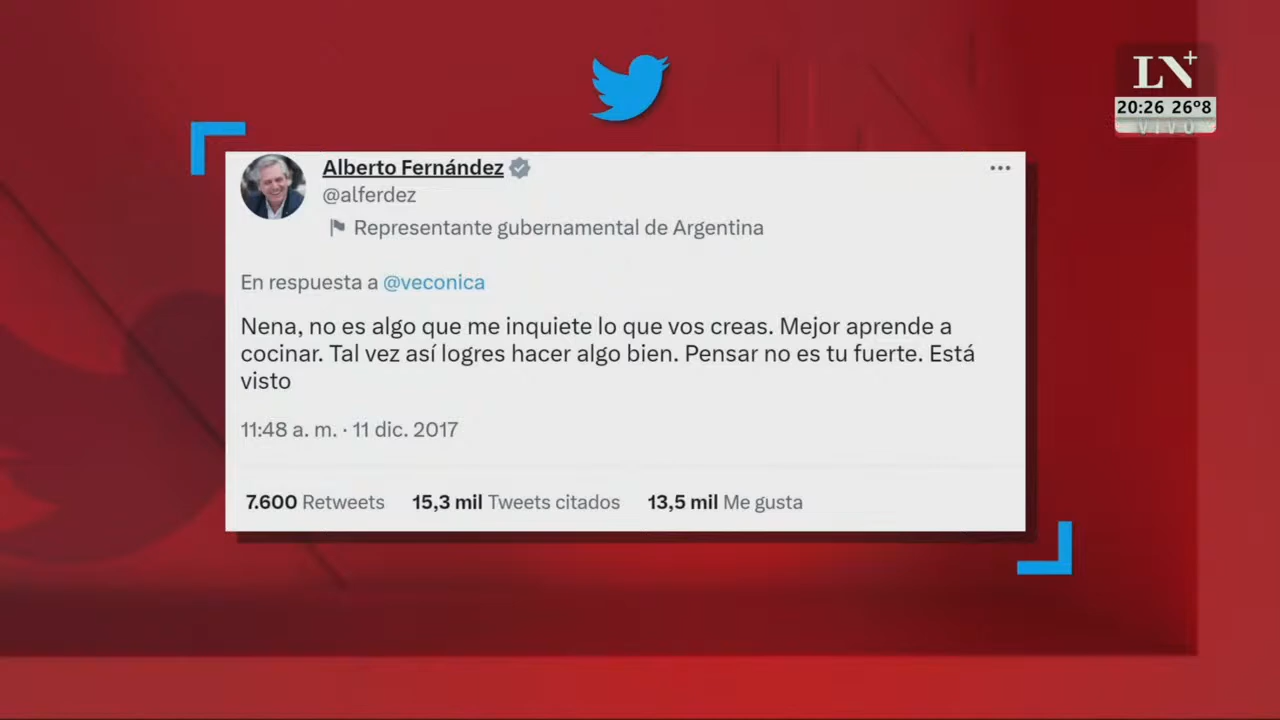 LN+
20:26 26º8
VIVO
Alberto Fernández
@alferdez
Representante gubernamental de Argentina
En respuesta a @veconica
Nena, no es algo que me inquiete lo que vos creas. Mejor aprende a
cocinar. Tal vez así logres hacer algo bien. Pensar no es tu fuerte. Está
visto
11:48 a. m. · 11 dic. 2017
7.600 Retweets 15,3 mil Tweets citados 13,5 mil Me gusta